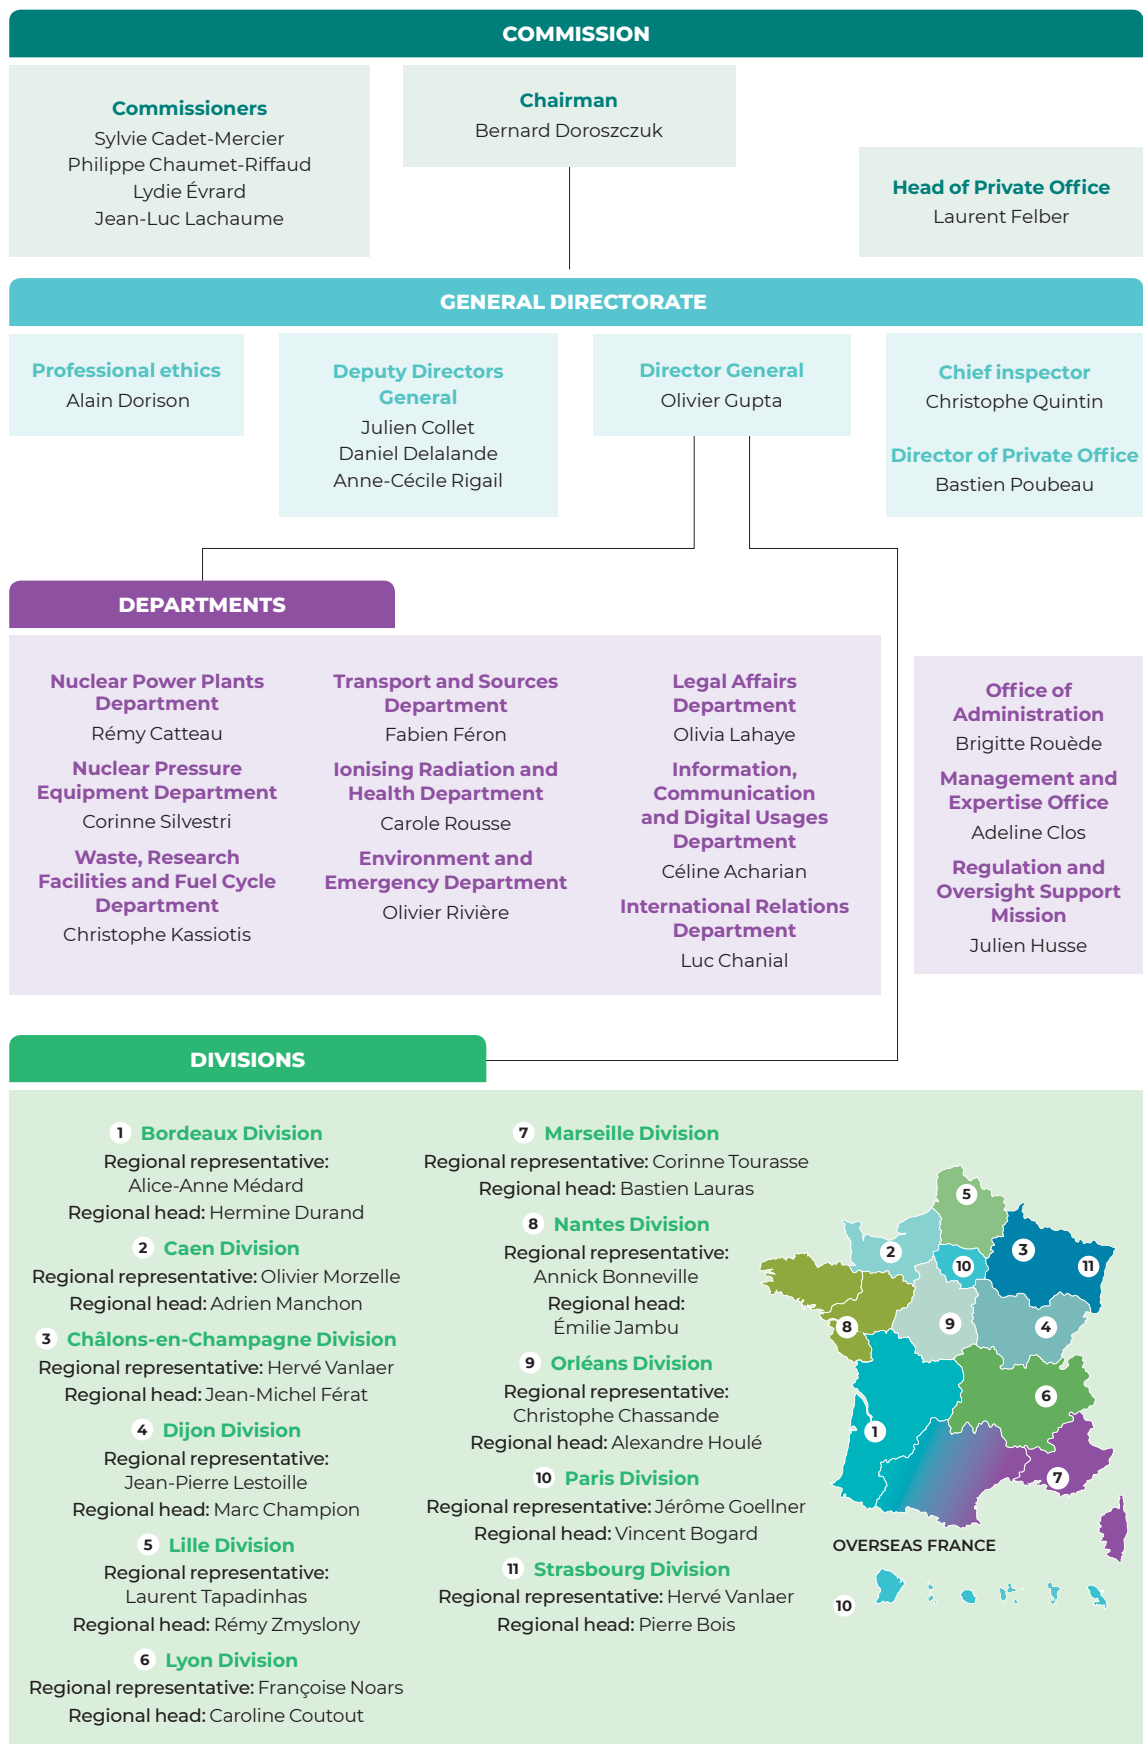 COMMISSION
Commissioners
Sylvie Cadet-Mercier
Philippe Chaumet-Riffaud
Lydie Évrard
Jean-Luc Lachaume
Chairman
Bernard Doroszczuk
Head of Private Office
Laurent Felber
GENERAL DIRECTORATE
Professional ethics
Alain Dorison
Deputy Directors
General
Julien Collet
Daniel Delalande
Anne-Cécile Rigail
Director General
Olivier Gupta
Chief inspector
Christophe Quintin
Director of Private Office
Bastien Poubeau
DEPARTMENTS
Nuclear Power Plants
Department
Rémy Catteau
Nuclear Pressure
Equipment Department
Corinne Silvestri
Waste, Research
Facilities and Fuel Cycle
Department
Christophe Kassiotis
Transport and Sources
Department
Fabien Féron
Ionising Radiation and
Health Department
Carole Rousse
Environment and
Emergency Department
Olivier Rivière
Legal Affairs
Department
Olivia Lahaye
Information,
Communication
and Digital Usages
Department
Céline Acharian
International Relations
Department
Luc Chanial
Office of
Administration
Brigitte Rouède
Management and
Expertise Office
Adeline Clos
Regulation and
Oversight Support
Mission
Julien Husse
DIVISIONS
1 Bordeaux Division
Regional representative:
Alice-Anne Médard
Regional head: Hermine Durand
2 Caen Division
Regional representative: Olivier Morzelle
Regional head: Adrien Manchon
3 Châlons-en-Champagne Division
Regional representative: Hervé Vanlaer
Regional head: Jean-Michel Férat
4 Dijon Division
Regional representative:
Jean-Pierre Lestoille
Regional head: Marc Champion
5 Lille Division
Regional representative:
Laurent Tapadinhas
Regional head: Rémy Zmyslony
6 Lyon Division
Regional representative: Françoise Noars
Regional head: Caroline Coutout
7 Marseille Division
Regional representative: Corinne Tourasse
Regional head: Bastien Lauras
8 Nantes Division
Regional representative:
Annick Bonneville
Regional head:
Émilie Jambu
9 Orléans Division
Regional representative:
Christophe Chassande
Regional head: Alexandre Houlé
10 Paris Division
Regional representative: Jérôme Goellner
Regional head: Vincent Bogard
11 Strasbourg Division
Regional representative: Hervé Vanlaer
Regional head: Pierre Bois
5
2
3
10
11
8
9
4
6
1
7
OVERSEAS FRANCE
10